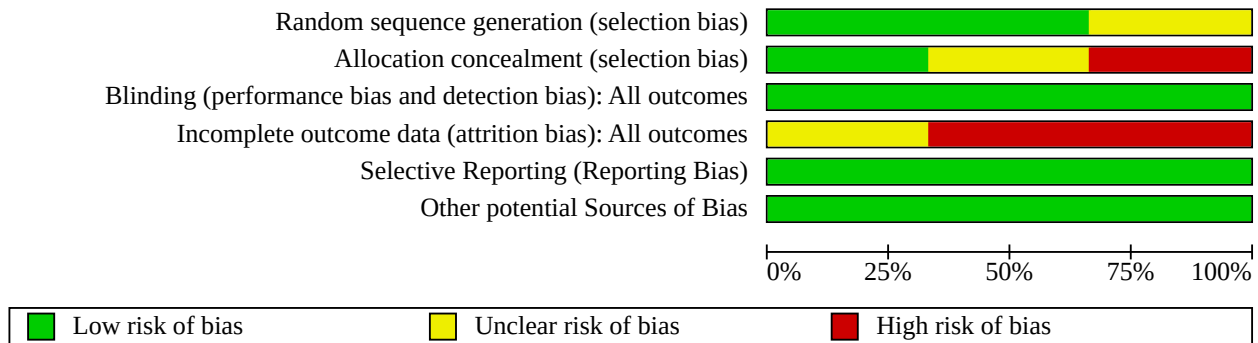 Random sequence generation (selection bias)
Allocation concealment (selection bias)
Blinding (performance bias and detection bias): All outcomes
Incomplete outcome data (attrition bias): All outcomes
Selective Reporting (Reporting Bias)
Other potential Sources of Bias
0% 25% 50% 75% 100%
Low risk of bias Unclear risk of bias High risk of bias